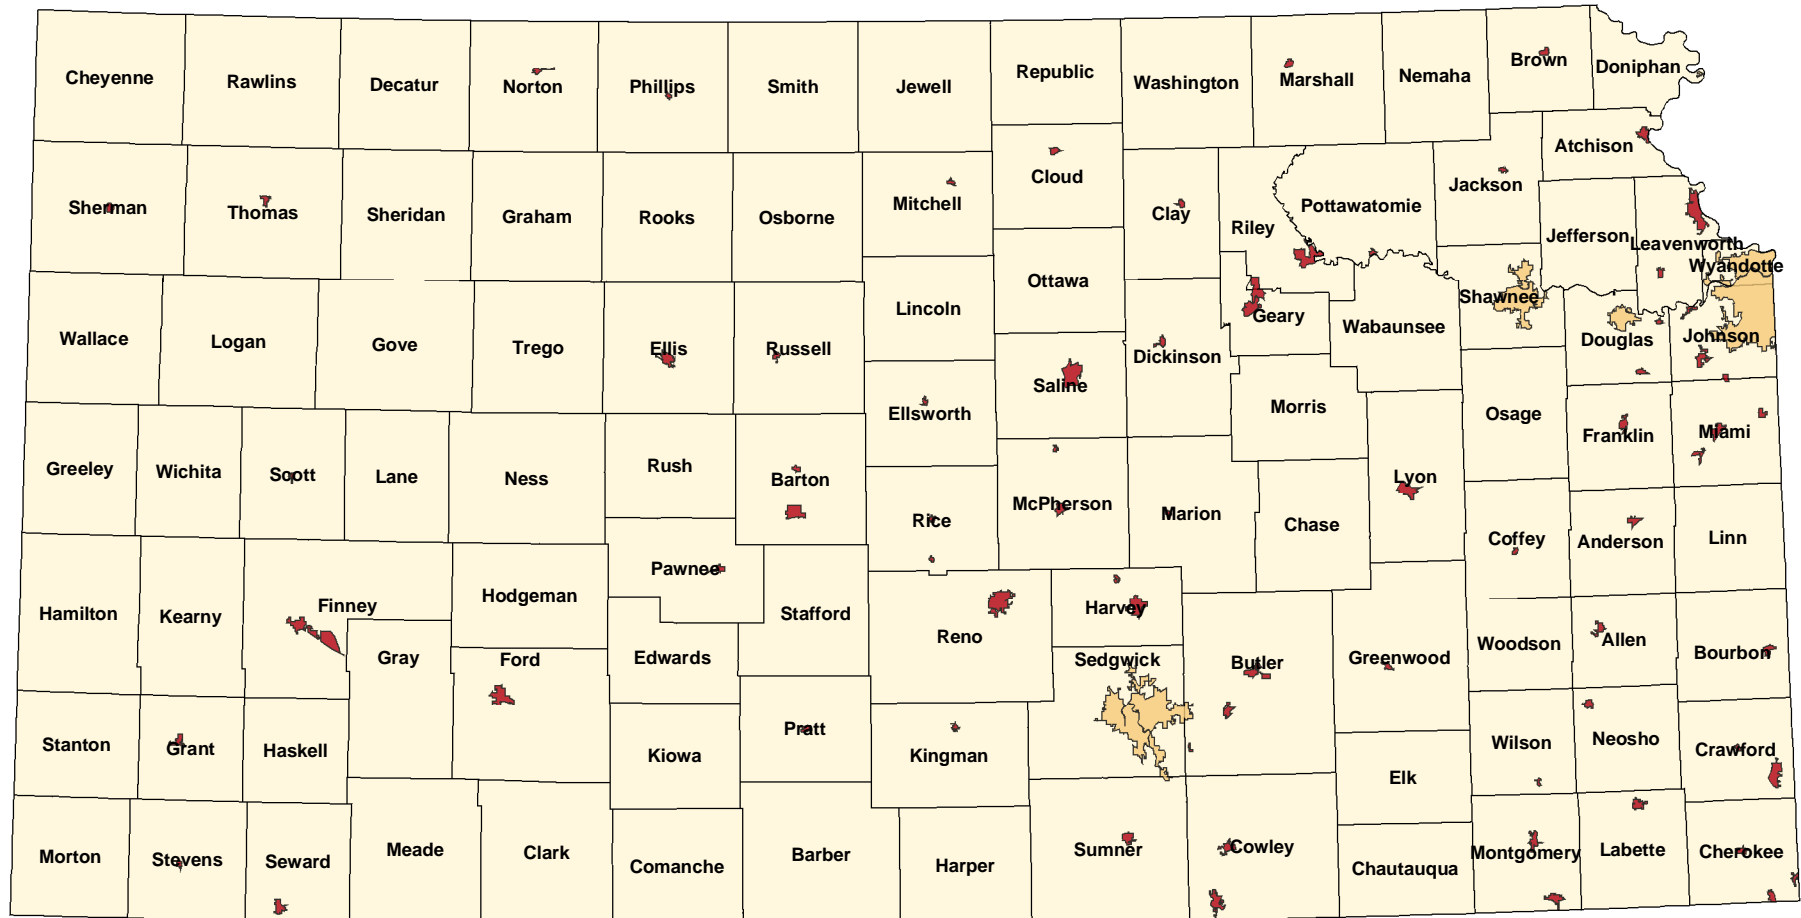 Cheyenne
Rawlins
Decatur
Norton
Phillips
Smith
Jewell
Republic
Washington
Marshall
Nemaha
Brown
Doniphan
Sherman
Thomas
Sheridan
Graham
Rooks
Osborne
Mitchell
Cloud
Clay
Riley
Pottawatomie
Jackson
Atchison
Jefferson
Leavenworth
Wyandotte
Wallace
Logan
Gove
Trego
Ellis
Russell
Lincoln
Ottawa
Saline
Dickinson
Geary
Wabaunsee
Shawnee
Douglas
Johnson
Greeley
Wichita
Scott
Lane
Ness
Rush
Barton
Ellsworth
Rice
McPherson
Marion
Morris
Chase
Lyon
Osage
Coffey
Franklin
Miami
Anderson
Linn
Hamilton
Kearny
Finney
Hodgeman
Pawnee
Stafford
Gray
Ford
Edwards
Reno
Harvey
Sedgwick
Butler
Greenwood
Woodson
Allen
Bourbon
Stanton
Grant
Haskell
Kiowa
Pratt
Kingman
Elk
Wilson
Neosho
Crawford
Morton
Stevens
Seward
Meade
Clark
Comanche
Barber
Harper
Sumner
Cowley
Chautauqua
Montgomery
Labette
Cherokee